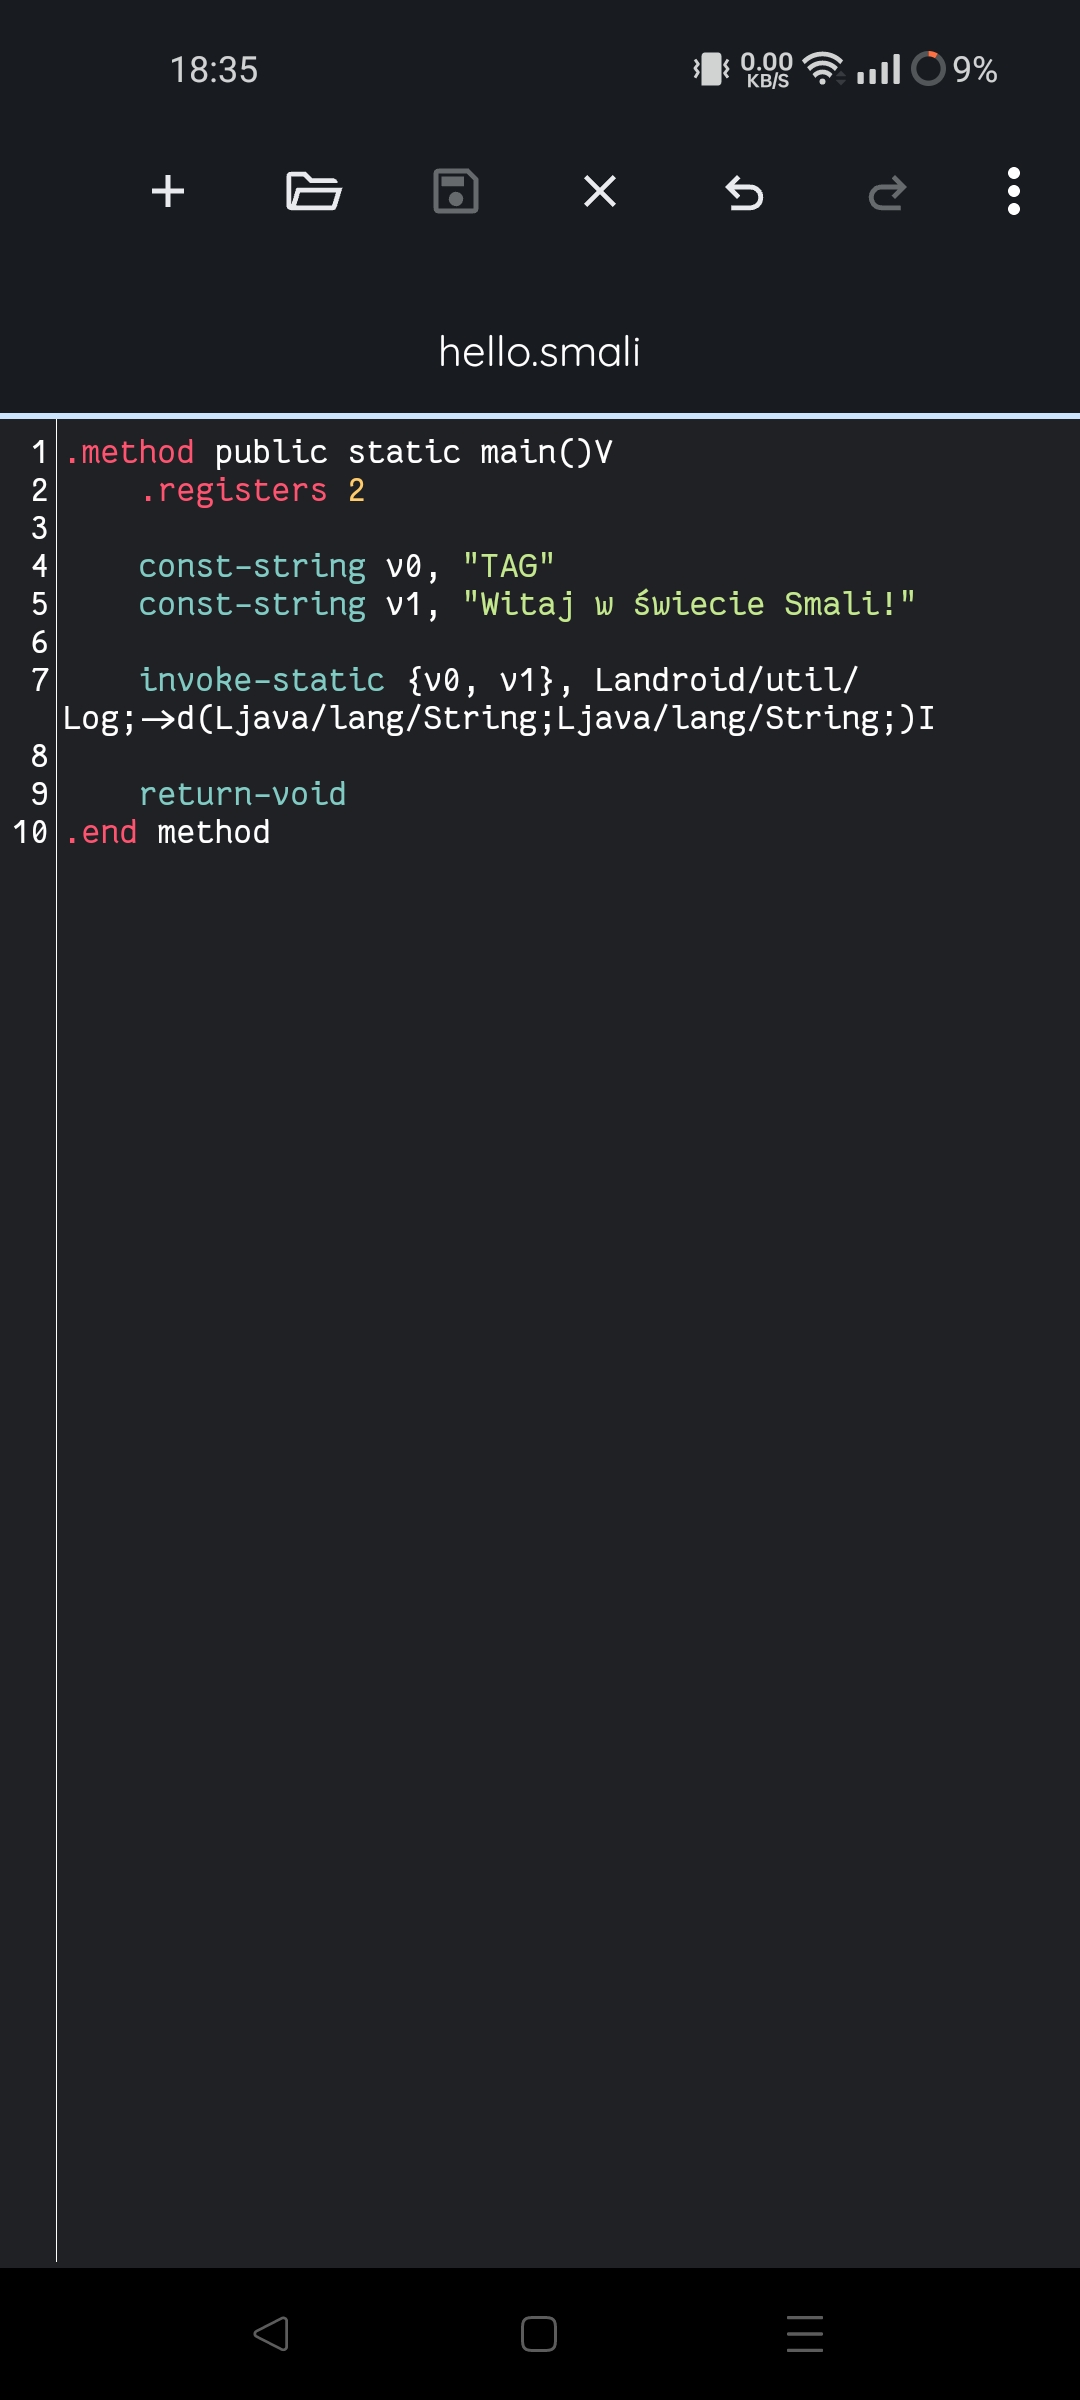 18:35 0.00 KB/S 9%
hello.smali
1 .method public static main()V
2     .registers 2
3
4     const-string v0, "TAG"
5     const-string v1, "Witaj w świecie Smali!"
6
7     invoke-static {v0, v1}, Landroid/util/
Log;->d(Ljava/lang/String;Ljava/lang/String;)I
8
9     return-void
10 .end method